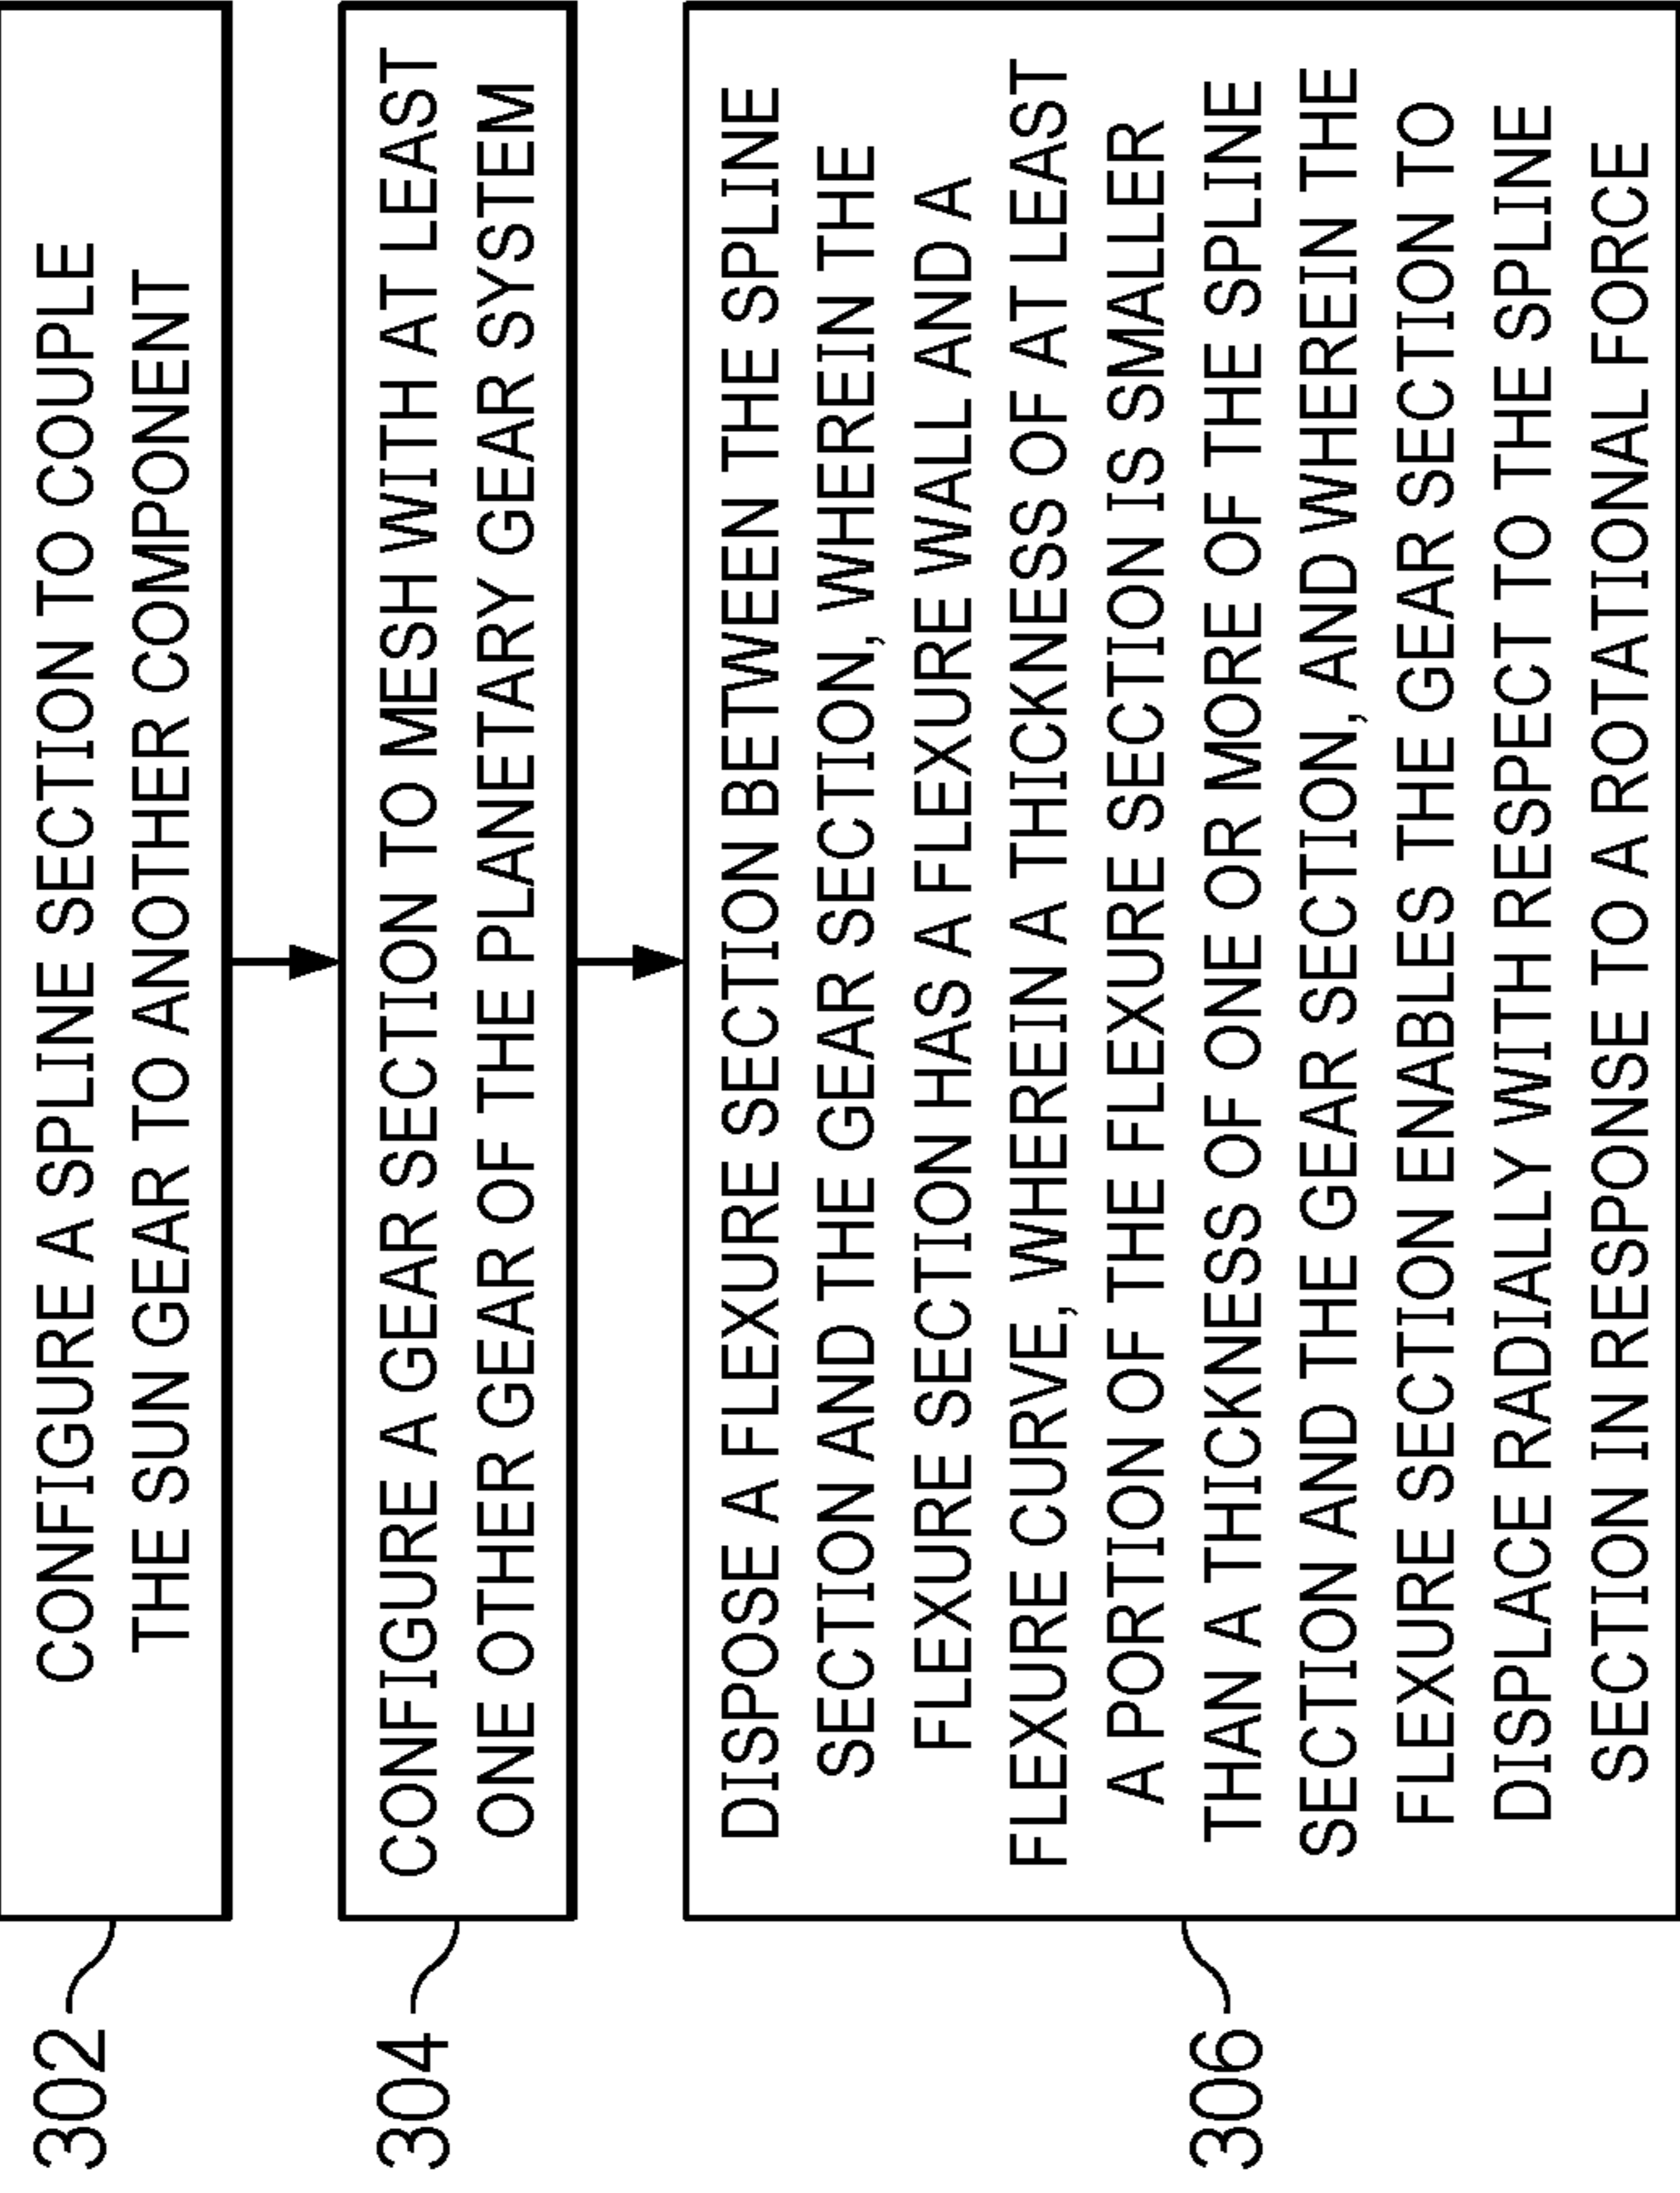 302
CONFIGURE A SPLINE SECTION TO COUPLE
THE SUN GEAR TO ANOTHER COMPONENT
304
CONFIGURE A GEAR SECTION TO MESH WITH AT LEAST
ONE OTHER GEAR OF THE PLANETARY GEAR SYSTEM
306
DISPOSE A FLEXURE SECTION BETWEEN THE SPLINE
SECTION AND THE GEAR SECTION, WHEREIN THE
FLEXURE SECTION HAS A FLEXURE WALL AND A
FLEXURE CURVE, WHEREIN A THICKNESS OF AT LEAST
A PORTION OF THE FLEXURE SECTION IS SMALLER
THAN A THICKNESS OF ONE OR MORE OF THE SPLINE
SECTION AND THE GEAR SECTION, AND WHEREIN THE
FLEXURE SECTION ENABLES THE GEAR SECTION TO
DISPLACE RADIALLY WITH RESPECT TO THE SPLINE
SECTION IN RESPONSE TO A ROTATIONAL FORCE